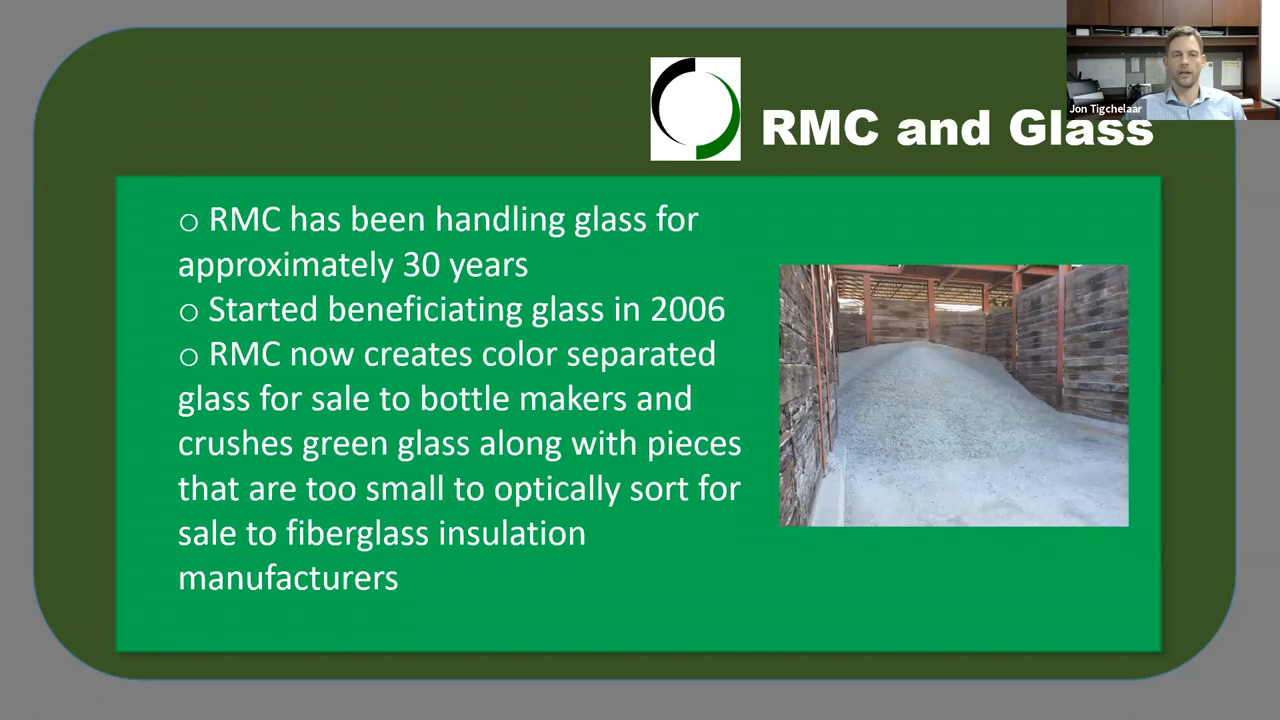 Jon Tigchelaar
RMC and Glass
o RMC has been handling glass for
approximately 30 years
o Started beneficiating glass in 2006
o RMC now creates color separated
glass for sale to bottle makers and
crushes green glass along with pieces
that are too small to optically sort for
sale to fiberglass insulation
manufacturers